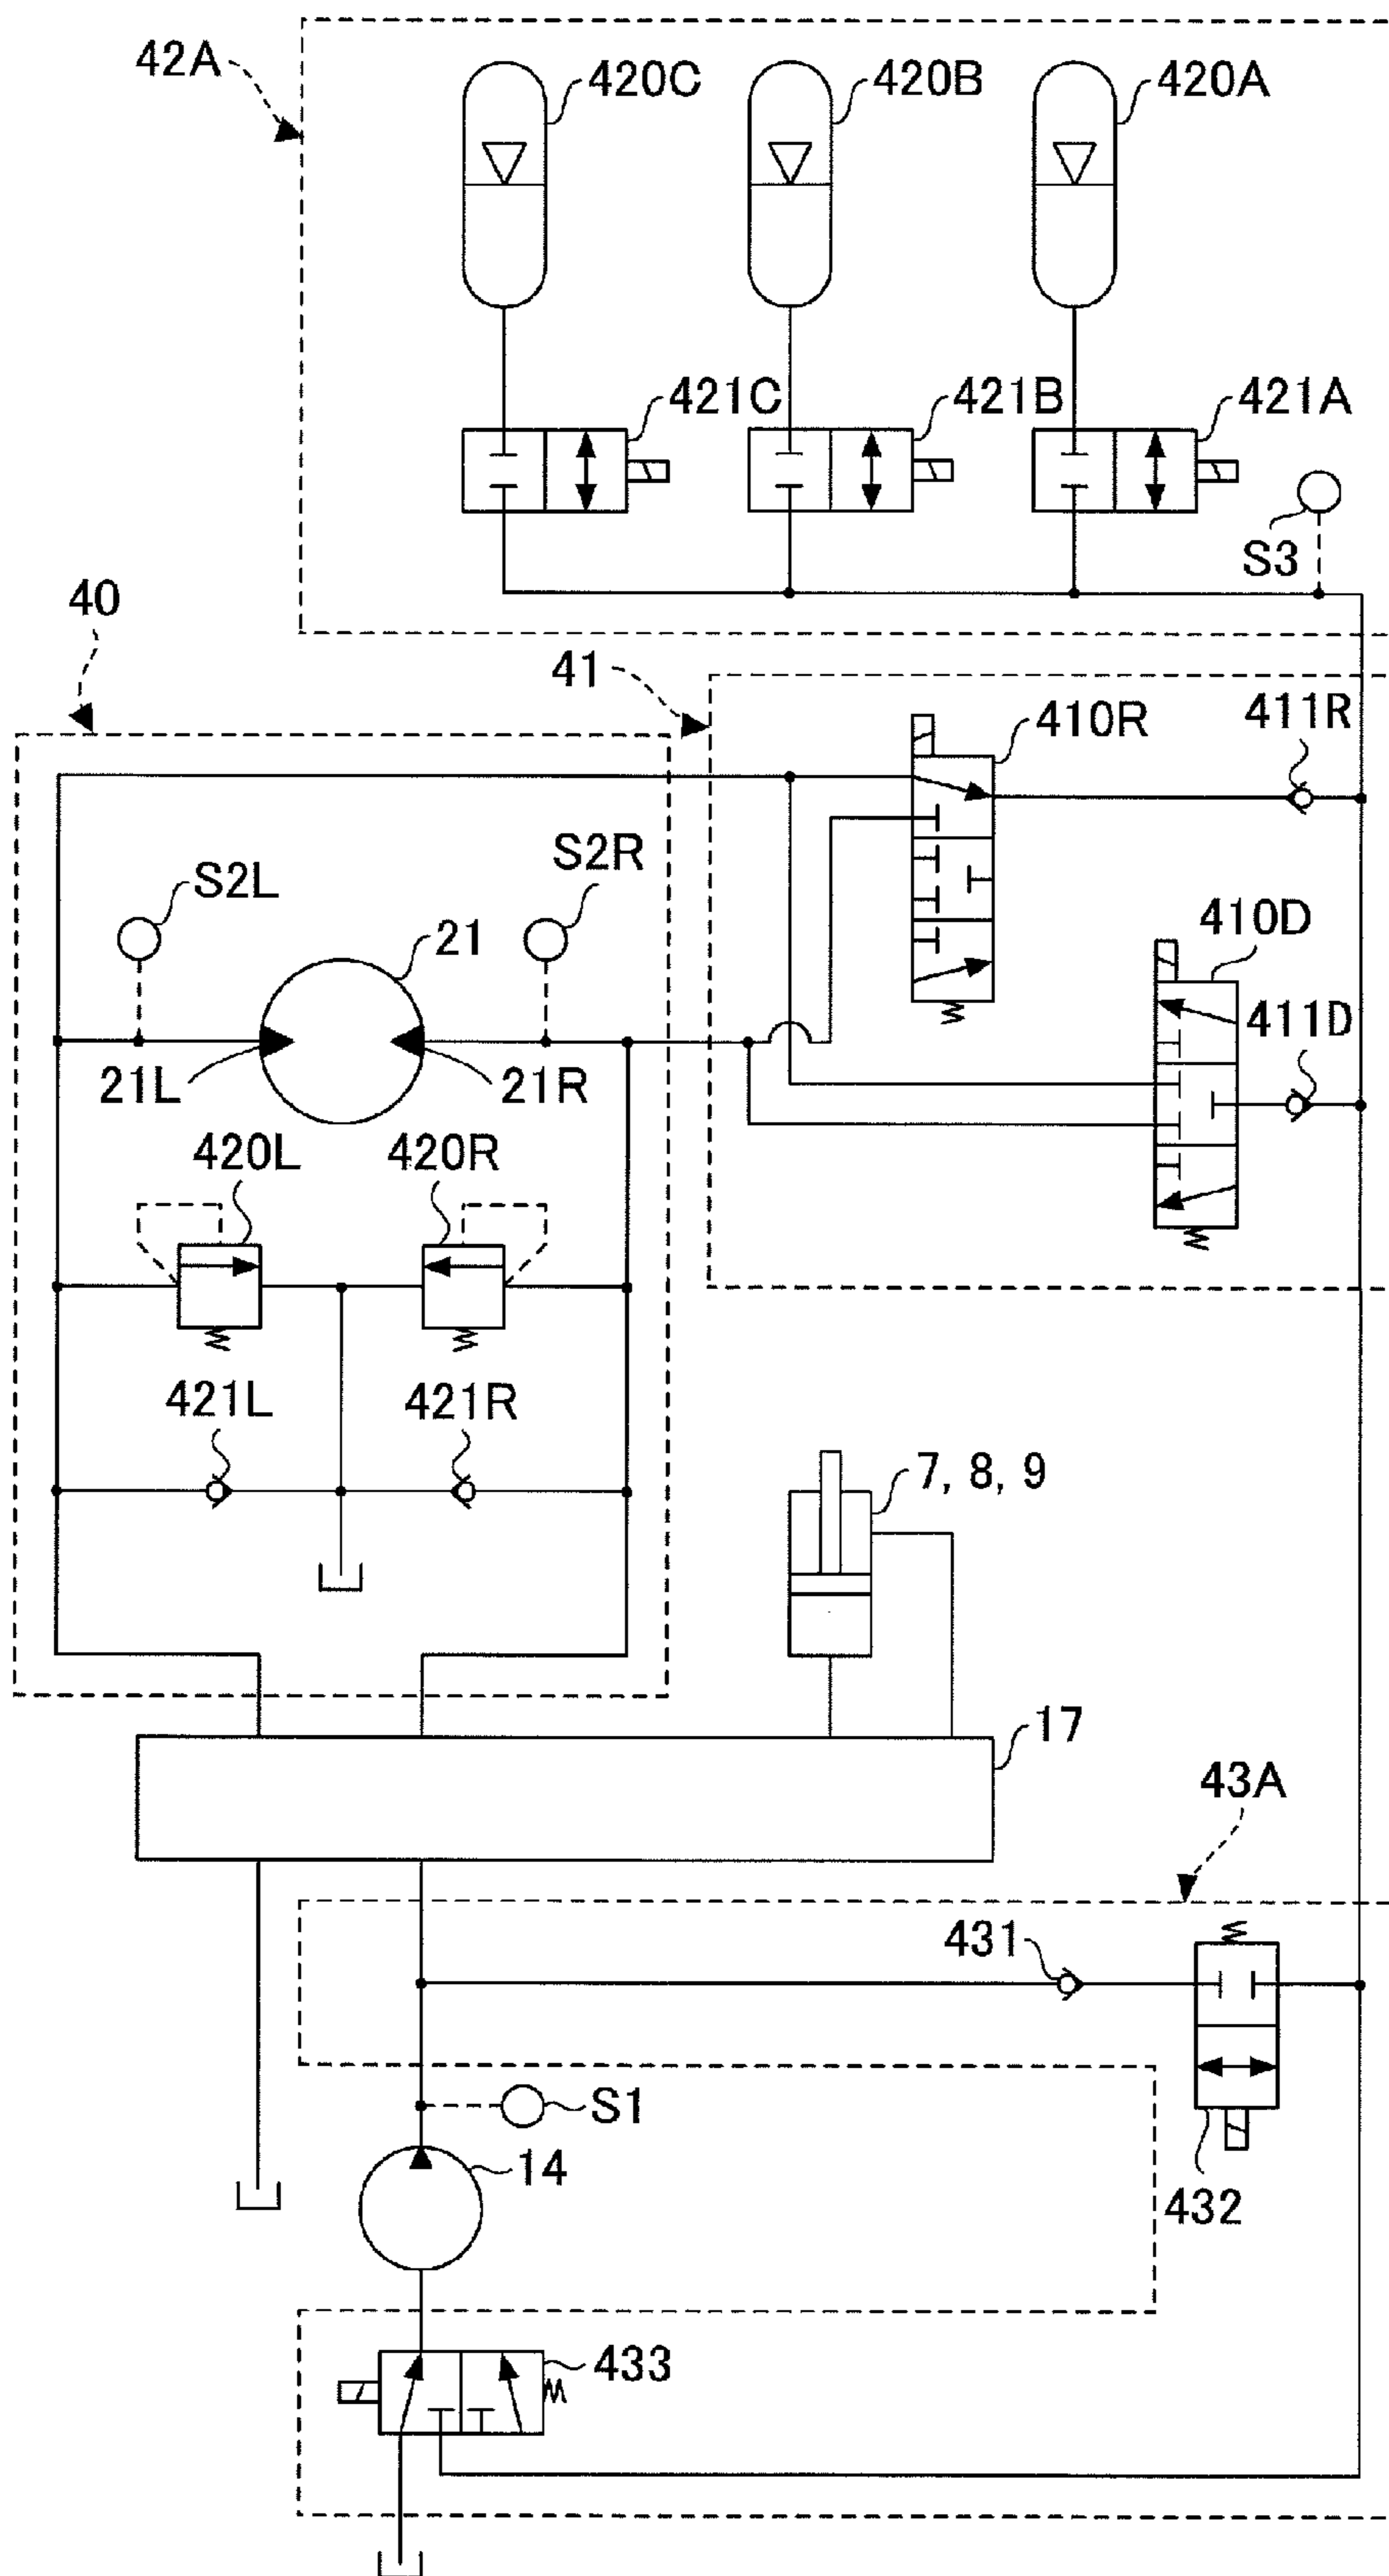 42A
420C
420B
420A
421C
421B
421A
S3
40
41
410R
411R
S2L
S2R
21
410D
411D
21L
21R
420L
420R
421L
421R
7, 8, 9
17
43A
431
S1
14
432
433